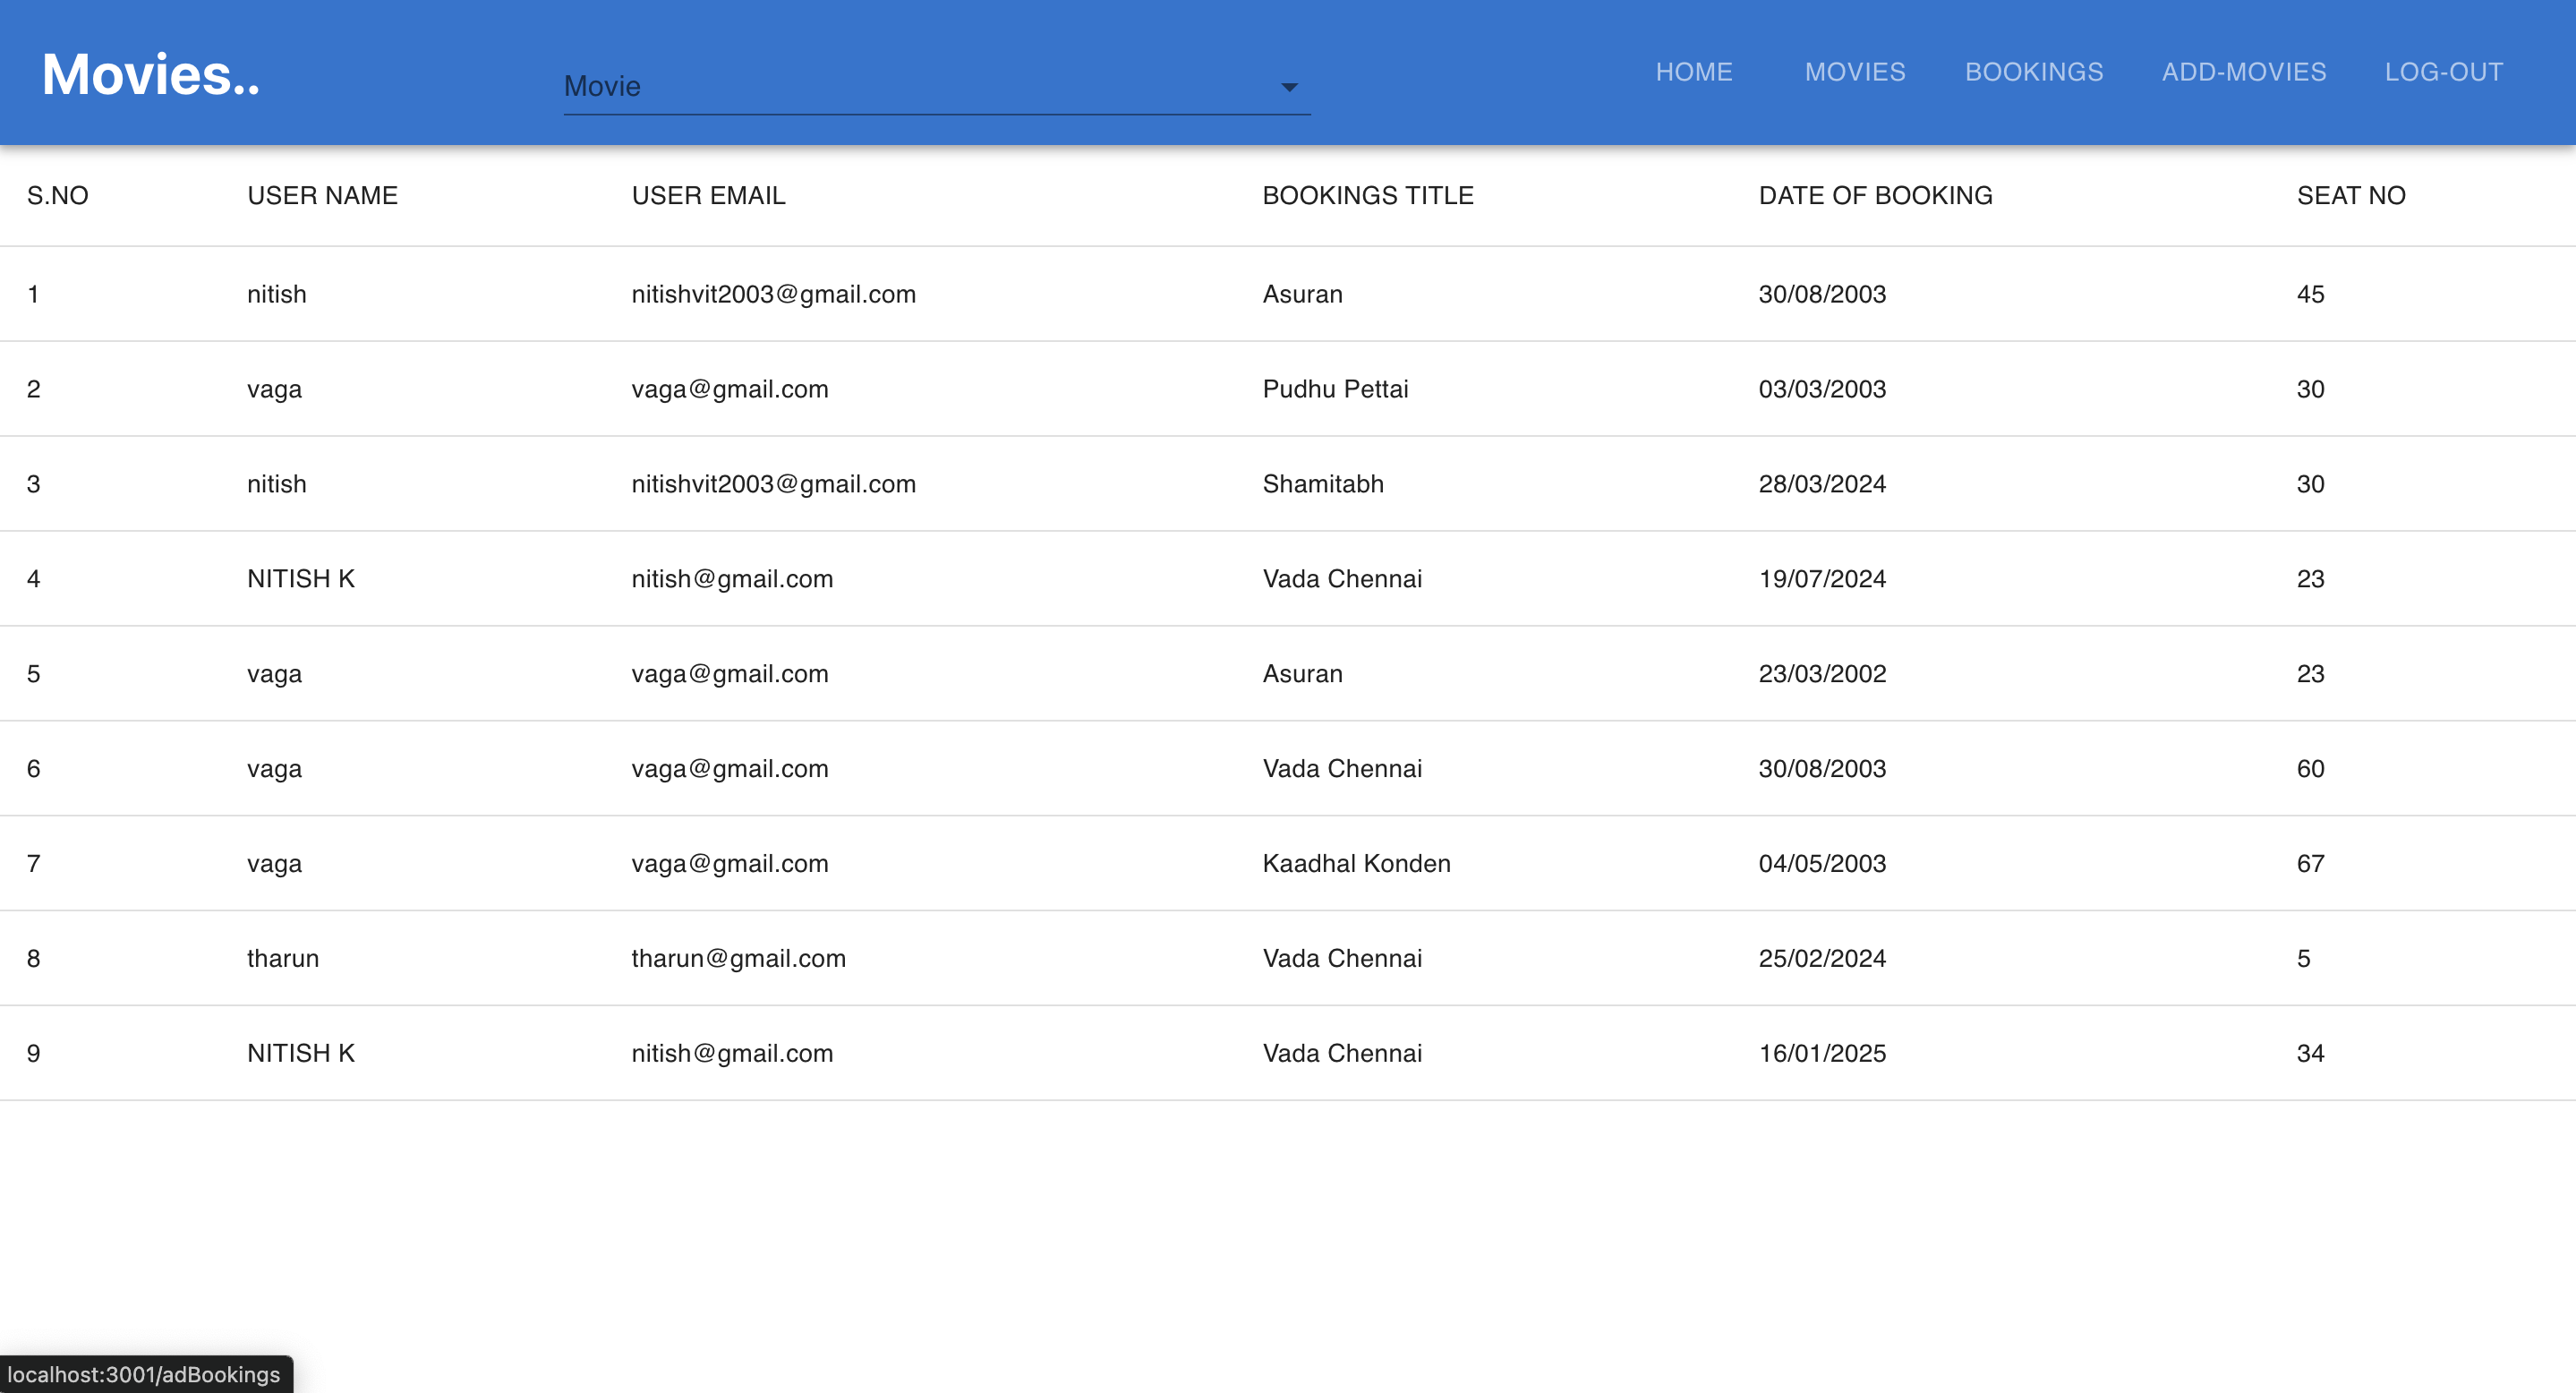 Movies.. Movie HOME MOVIES BOOKINGS ADD-MOVIES LOG-OUT
S.NO USER NAME USER EMAIL BOOKINGS TITLE DATE OF BOOKING SEAT NO
1 nitish nitishvit2003@gmail.com Asuran 30/08/2003 45
2 vaga vaga@gmail.com Pudhu Pettai 03/03/2003 30
3 nitish nitishvit2003@gmail.com Shamitabh 28/03/2024 30
4 NITISH K nitish@gmail.com Vada Chennai 19/07/2024 23
5 vaga vaga@gmail.com Asuran 23/03/2002 23
6 vaga vaga@gmail.com Vada Chennai 30/08/2003 60
7 vaga vaga@gmail.com Kaadhal Konden 04/05/2003 67
8 tharun tharun@gmail.com Vada Chennai 25/02/2024 5
9 NITISH K nitish@gmail.com Vada Chennai 16/01/2025 34
localhost:3001/adBookings